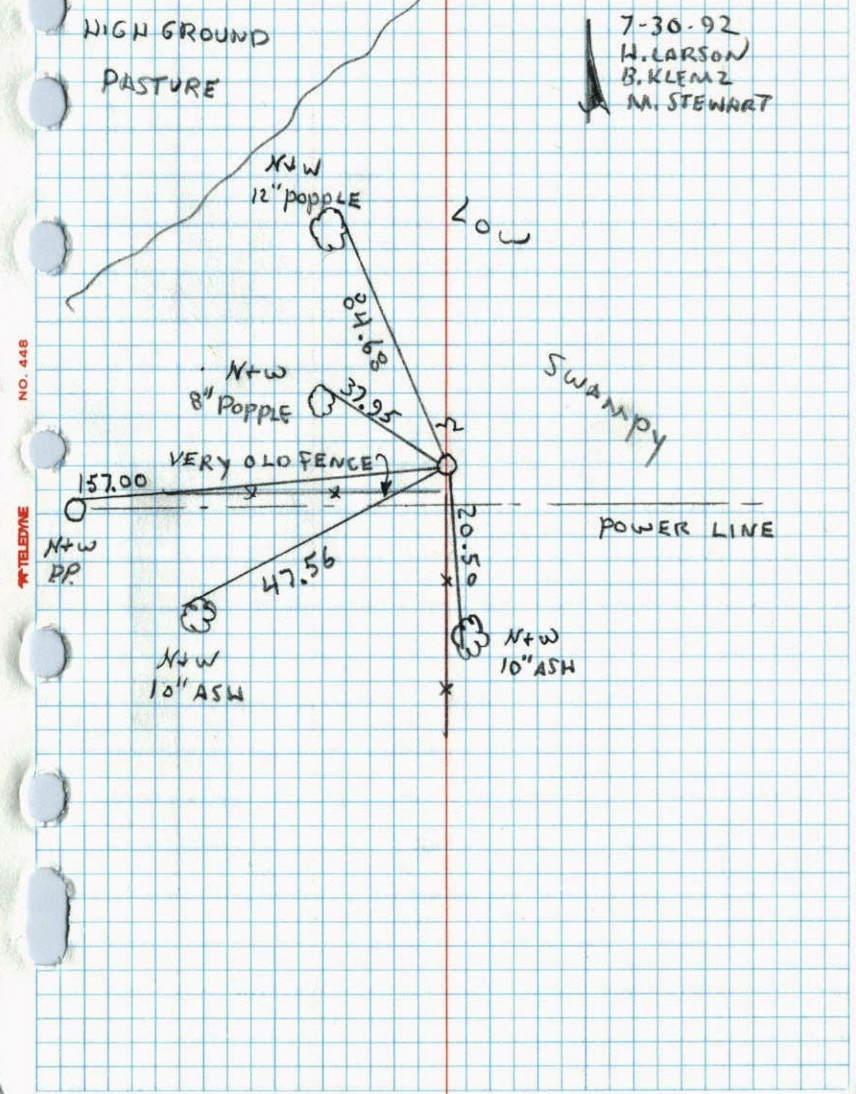 HIGH GROUND
PASTURE
7-30-92
H. LARSON
B. KLEMZ
M. STEWART
N+W
12" POPPLE
LOW
84.68
SWAMPY
N+W
8" POPPLE
37.95
VERY OLD FENCE
157.00
N+W
PP.
47.56
20.50
POWER LINE
N+W
10" ASH
N+W
10" ASH
NO. 448
TELEDYNE